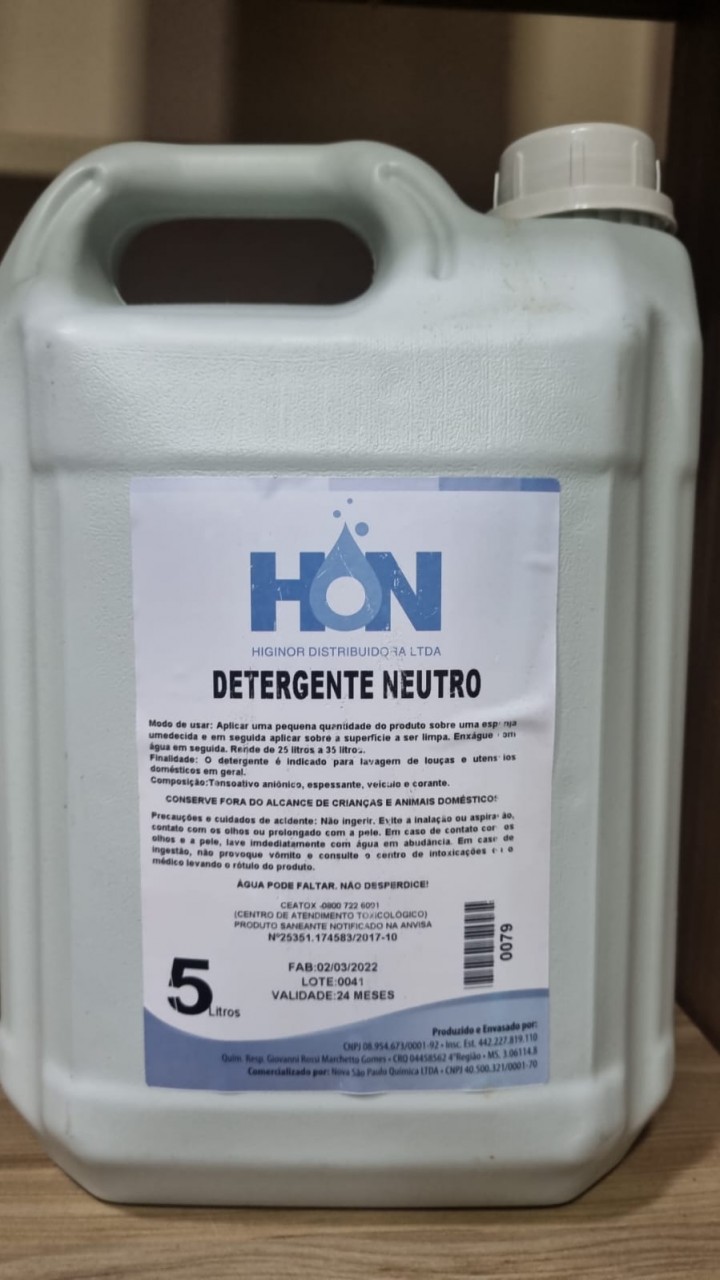 HON
HIGINOR DISTRIBUIDORA LTDA
DETERGENTE NEUTRO
Modo de usar: Aplicar uma pequena quantidade do produto sobre uma esponja
umedecida e em seguida aplicar sobre a superficie a ser limpa. Enxágue com
água em seguida. Rende de 25 litros a 35 litros.
Finalidade: O detergente é indicado para lavagem de louças e utensílios
domésticos em geral.
Composição:Tensoativo aniônico, espessante, veículo e corante.
CONSERVE FORA DO ALCANCE DE CRIANÇAS E ANIMAIS DOMÉSTICO!
Precauções e cuidados de acidente: Não ingerir. Evite a inalação ou aspiração,
contato com os olhos ou prolongado com a pele. Em caso de contato com os
olhos e a pele, lave imdediatamente com água em abudância. Em caso de
ingestão, não provoque vômito e consulte o centro de intoxicações ou o
médico levando o rótulo do produto.
ÁGUA PODE FALTAR. NÃO DESPERDICE!
CEATOX -0800 722 6001
(CENTRO DE ATENDIMENTO TOXICOLÓGICO)
PRODUTO SANEANTE NOTIFICADO NA ANVISA
Nº25351.174583/2017-10
0079
FAB:02/03/2022
LOTE:0041
VALIDADE:24 MESES
5 Litros
Produzido e Envasado por:
CNPJ 08.954.673/0001-92 • Insc. Est. 442.227.819.110
Quim. Resp. Giovanni Rossi Marchetto Gomes • CRQ 04458562 4ªRegião • MS. 3.06114.8
Comercializado por: Nova São Paulo Química LTDA • CNPJ 40.500.321/0001-70